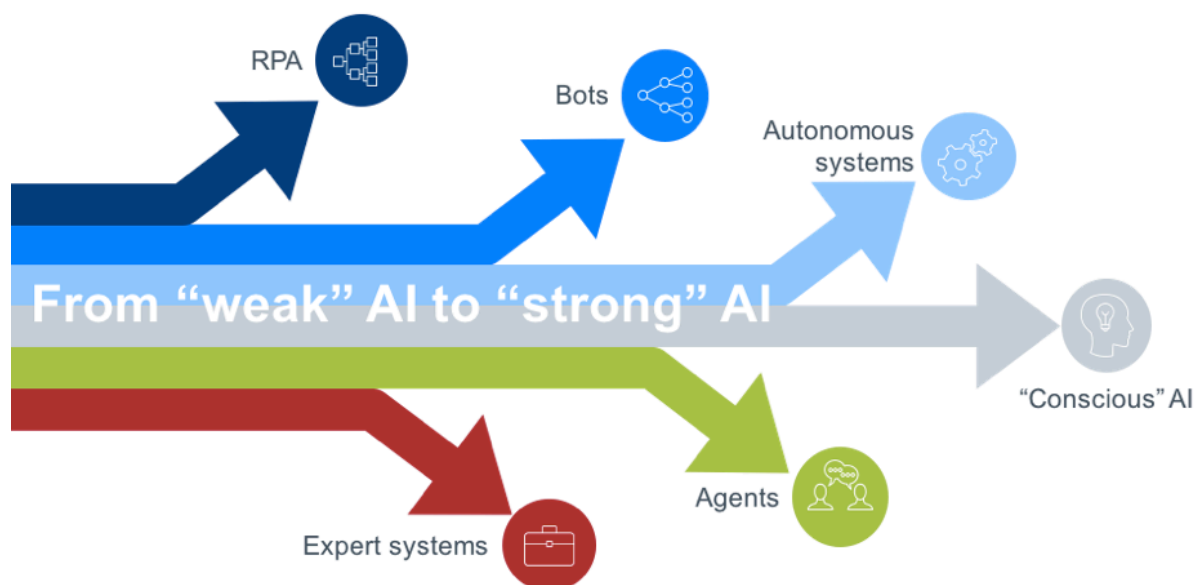 RPA
Bots
Autonomous
systems
From “weak” AI to “strong” AI
“Conscious” AI
Agents
Expert systems